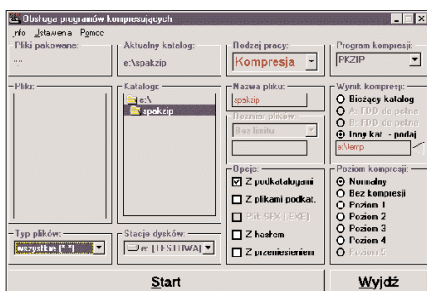 Obsługa programów kompresujących
Info Ustawienia Pomoc
Pliki pakowane:
*.*
Aktualny katalog:
e:\spakzip
Rodzaj pracy:
Kompresja
Program kompresji:
PKZIP
Pliki:
Katalogi:
e:\
spakzip
Nazwa pliku:
spakzip
Rozmiar plików:
Bez limitu
Wynik kompresji:
Bieżący katalog
A: FDD do pełna
B: FDD do pełna
Inny kat. - podaj
e:\temp
Opcje:
Z podkatalogami
Z plikami podkat.
Plik SFX (.EXE)
Z hasłem
Z przeniesieniem
Poziom kompresji:
Normalny
Bez kompresji
Poziom 1
Poziom 2
Poziom 3
Poziom 4
Poziom 5
Typ plików:
wszystkie (*.*)
Stacje dysków:
e: [TESTIWA]
Start
Wyjdź